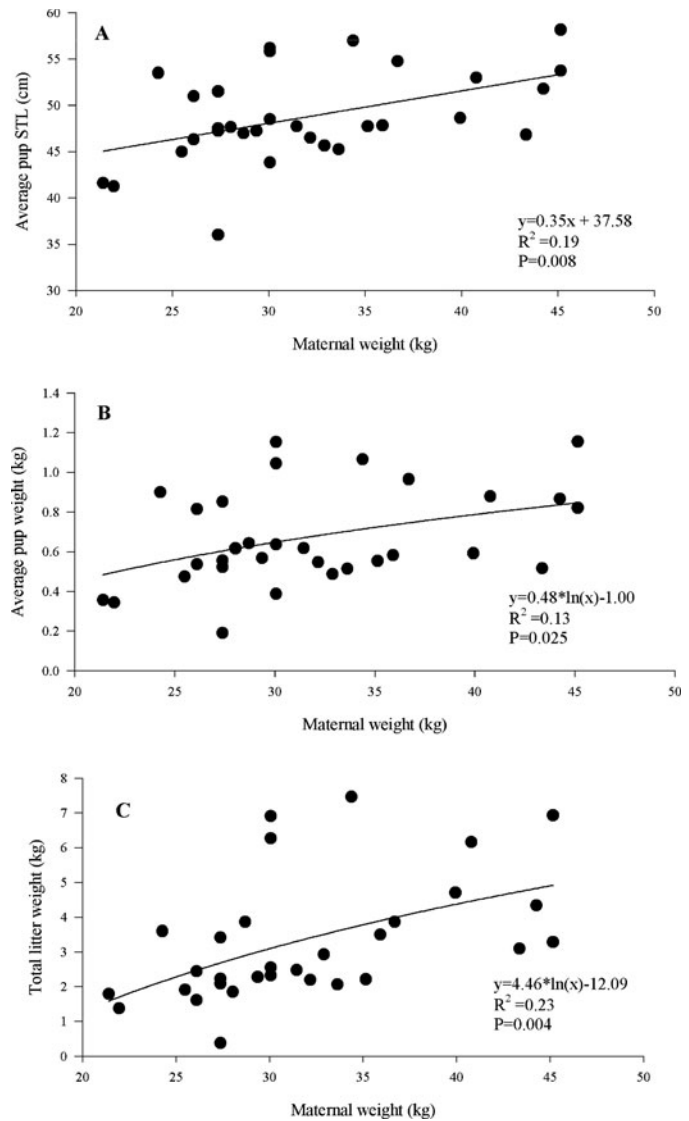 A
60
55
50
45
40
35
30
Average pup STL (cm)
y=0.35x + 37.58
R² =0.19
P=0.008
20 25 30 35 40 45 50
Maternal weight (kg)
B
1.4
1.2
1.0
0.8
0.6
0.4
0.2
0.0
Average pup weight (kg)
y=0.48*ln(x)-1.00
R² =0.13
P=0.025
20 25 30 35 40 45 50
Maternal weight (kg)
C
8
7
6
5
4
3
2
1
0
Total litter weight (kg)
y=4.46*ln(x)-12.09
R² =0.23
P=0.004
20 25 30 35 40 45 50
Maternal weight (kg)